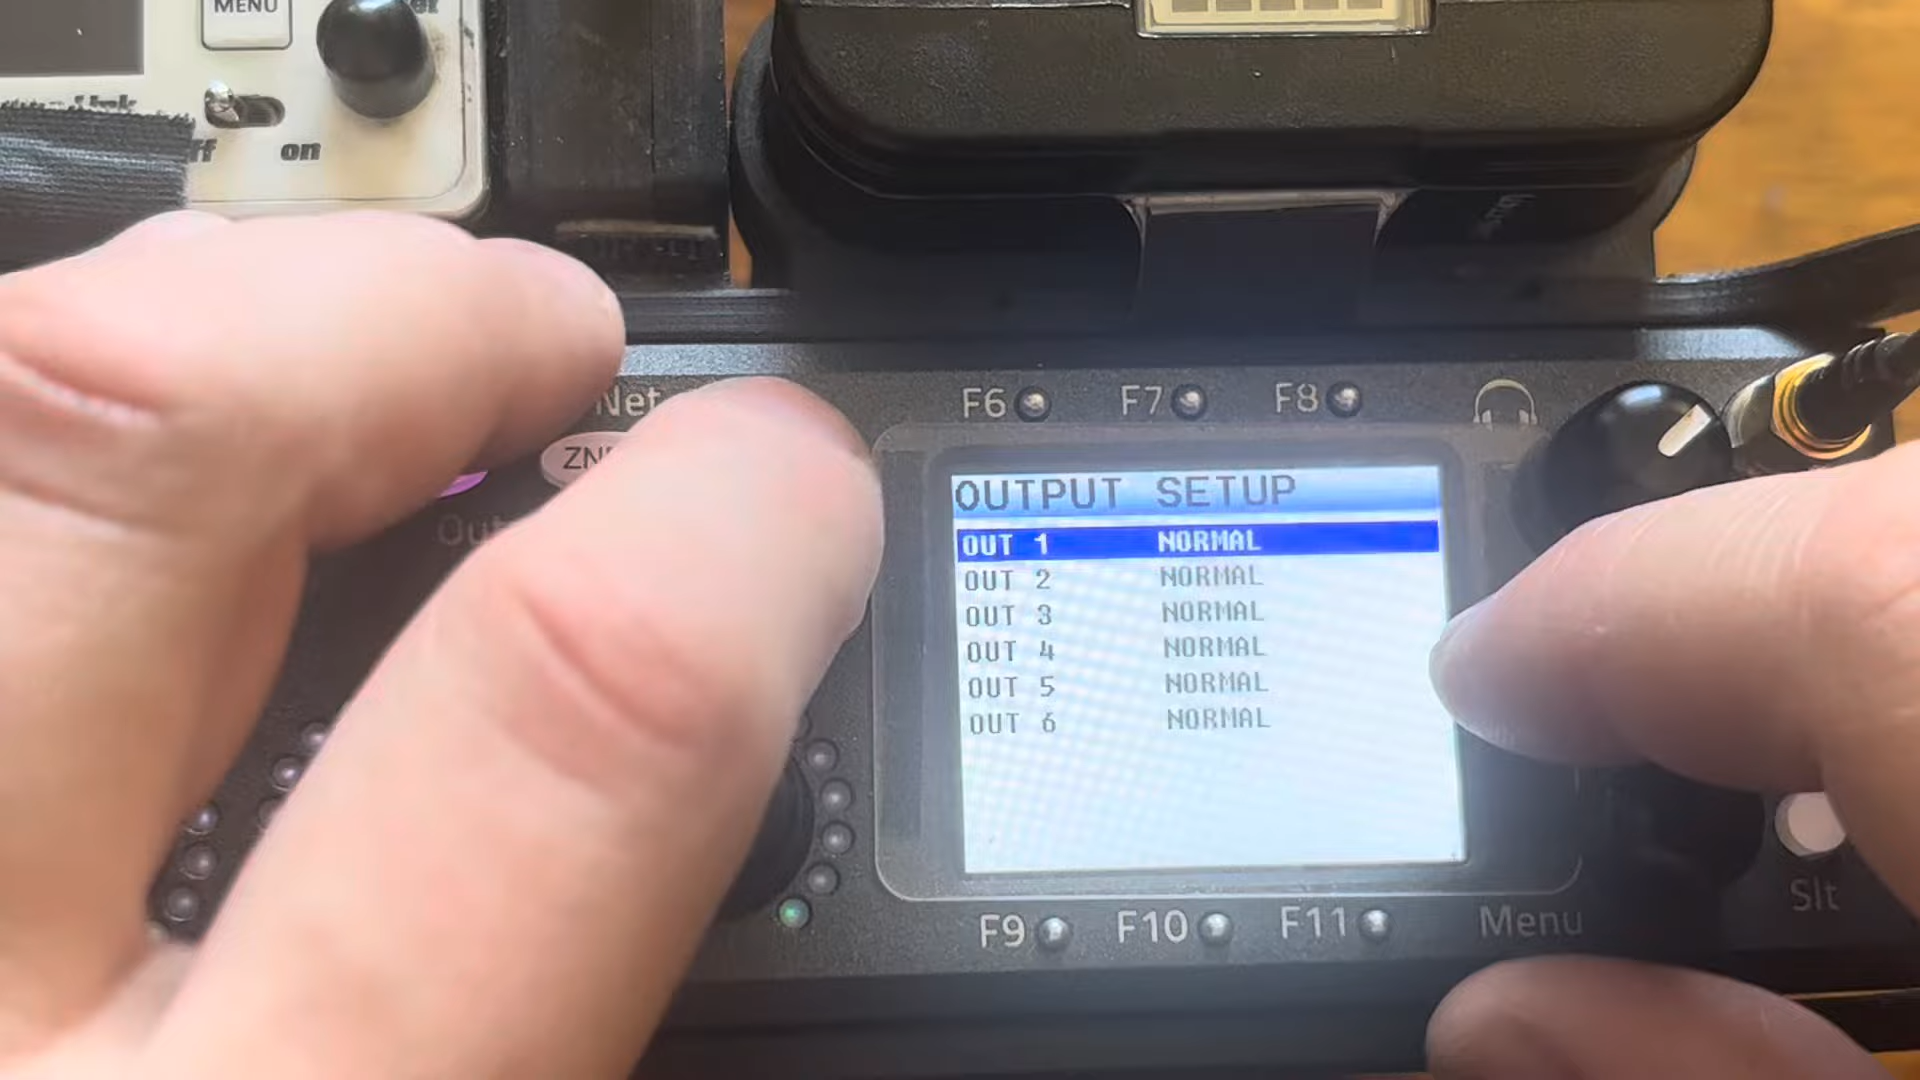 MENU
on
Net
F6
F7
F8
OUTPUT SETUP
OUT 1 NORMAL
OUT 2 NORMAL
OUT 3 NORMAL
OUT 4 NORMAL
OUT 5 NORMAL
OUT 6 NORMAL
F9
F10
F11
Menu
Slt